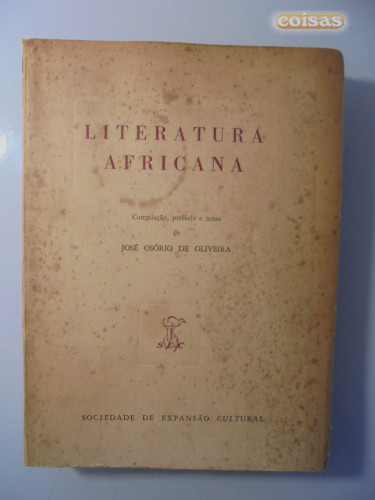 coisas
LITERATURA
AFRICANA
Compilação, prefácio e notas
de
JOSÉ OSÓRIO DE OLIVEIRA
S E C
SOCIEDADE DE EXPANSÃO CULTURAL